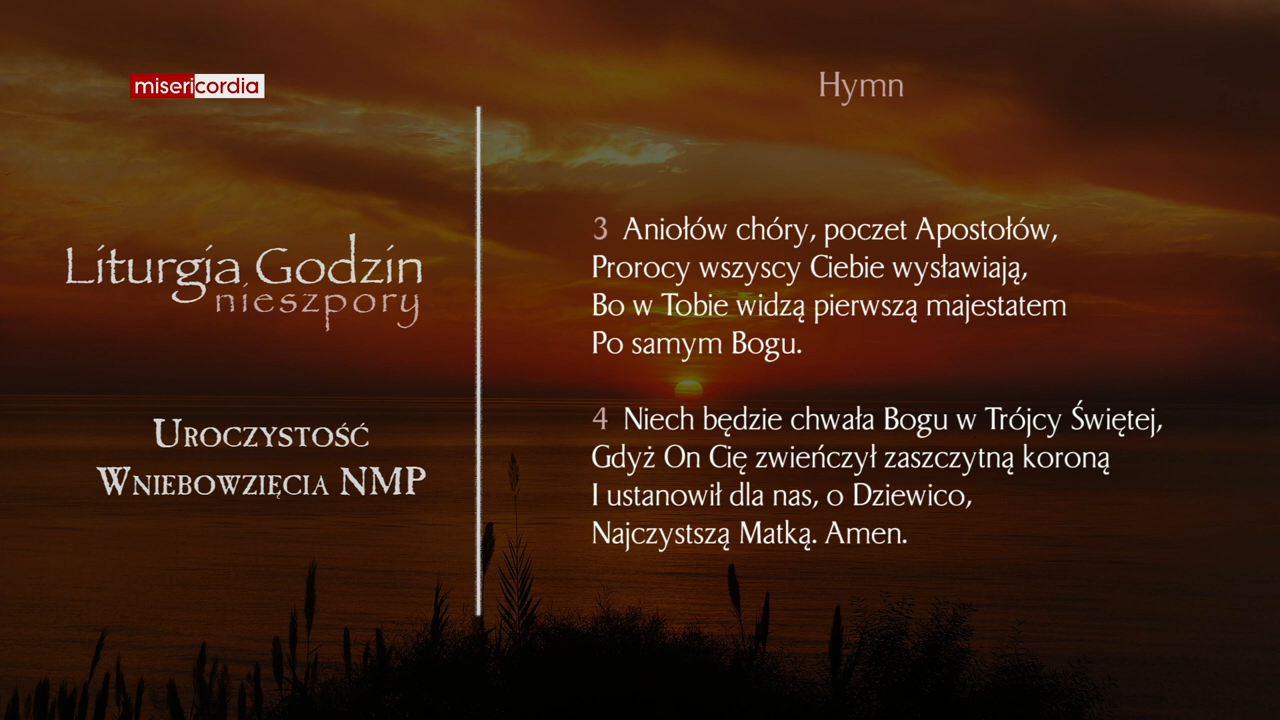 misericordia
Hymn
Liturgia Godzin
nieszpory
Uroczystość
Wniebowzięcia NMP
3 Aniołów chóry, poczet Apostołów,
Prorocy wszyscy Ciebie wysławiają,
Bo w Tobie widzą pierwszą majestatem
Po samym Bogu.
4 Niech będzie chwała Bogu w Trójcy Świętej,
Gdyż On Cię zwieńczył zaszczytną koroną
I ustanowił dla nas, o Dziewico,
Najczystszą Matką. Amen.